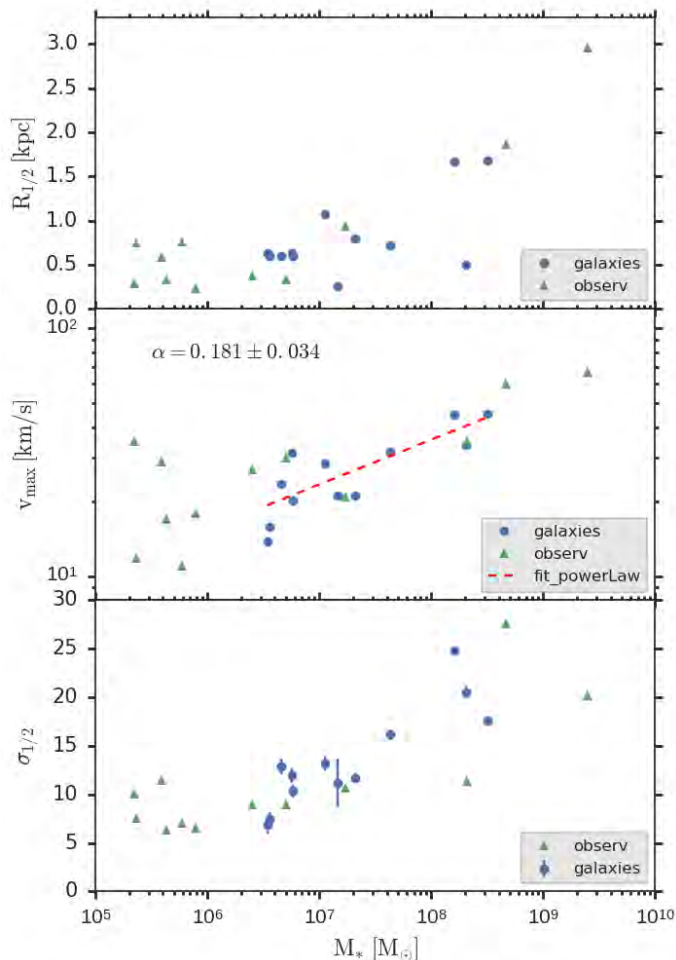 3.0
2.5
2.0
1.5
1.0
0.5
0.0
R1/2 [kpc]
galaxies
observ
10²
10¹
vmax [km/s]
α = 0.181 ± 0.034
galaxies
observ
fit_powerLaw
30
25
20
15
10
5
0
σ1/2
observ
galaxies
10⁵ 10⁶ 10⁷ 10⁸ 10⁹ 10¹⁰
M* [M⊙]